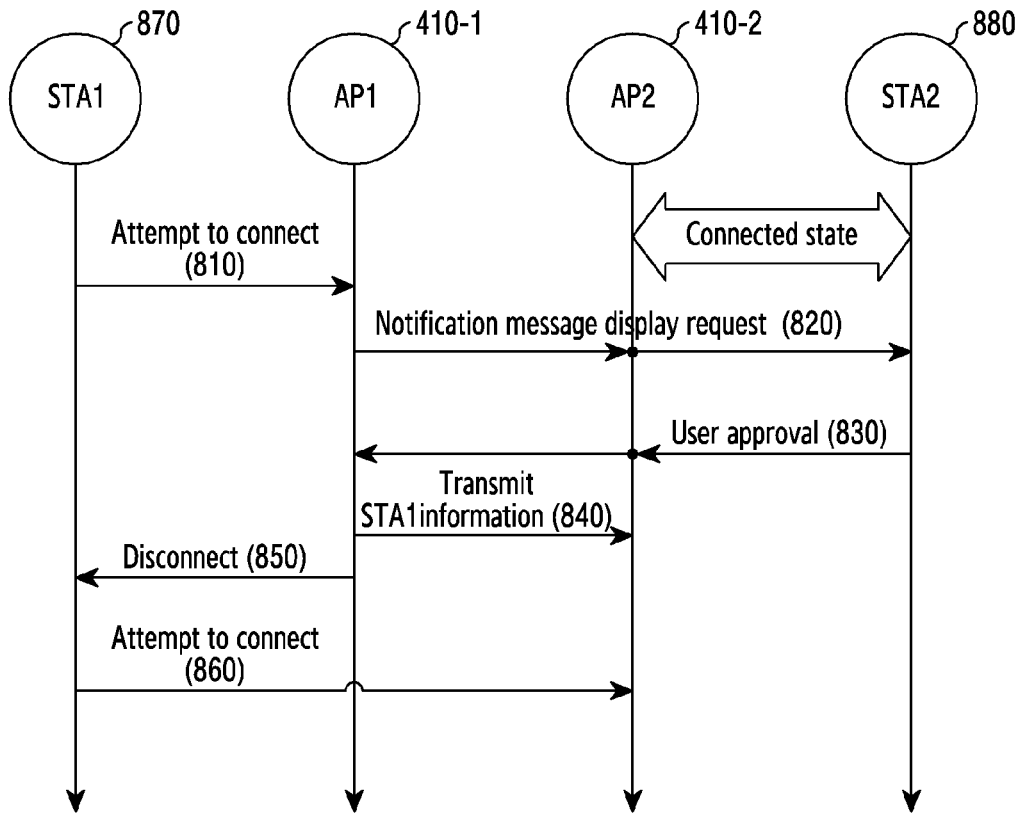 870
410-1
410-2
880
STA1
AP1
AP2
STA2
Attempt to connect
(810)
Connected state
Notification message display request (820)
User approval (830)
Transmit
STA1information (840)
Disconnect (850)
Attempt to connect
(860)